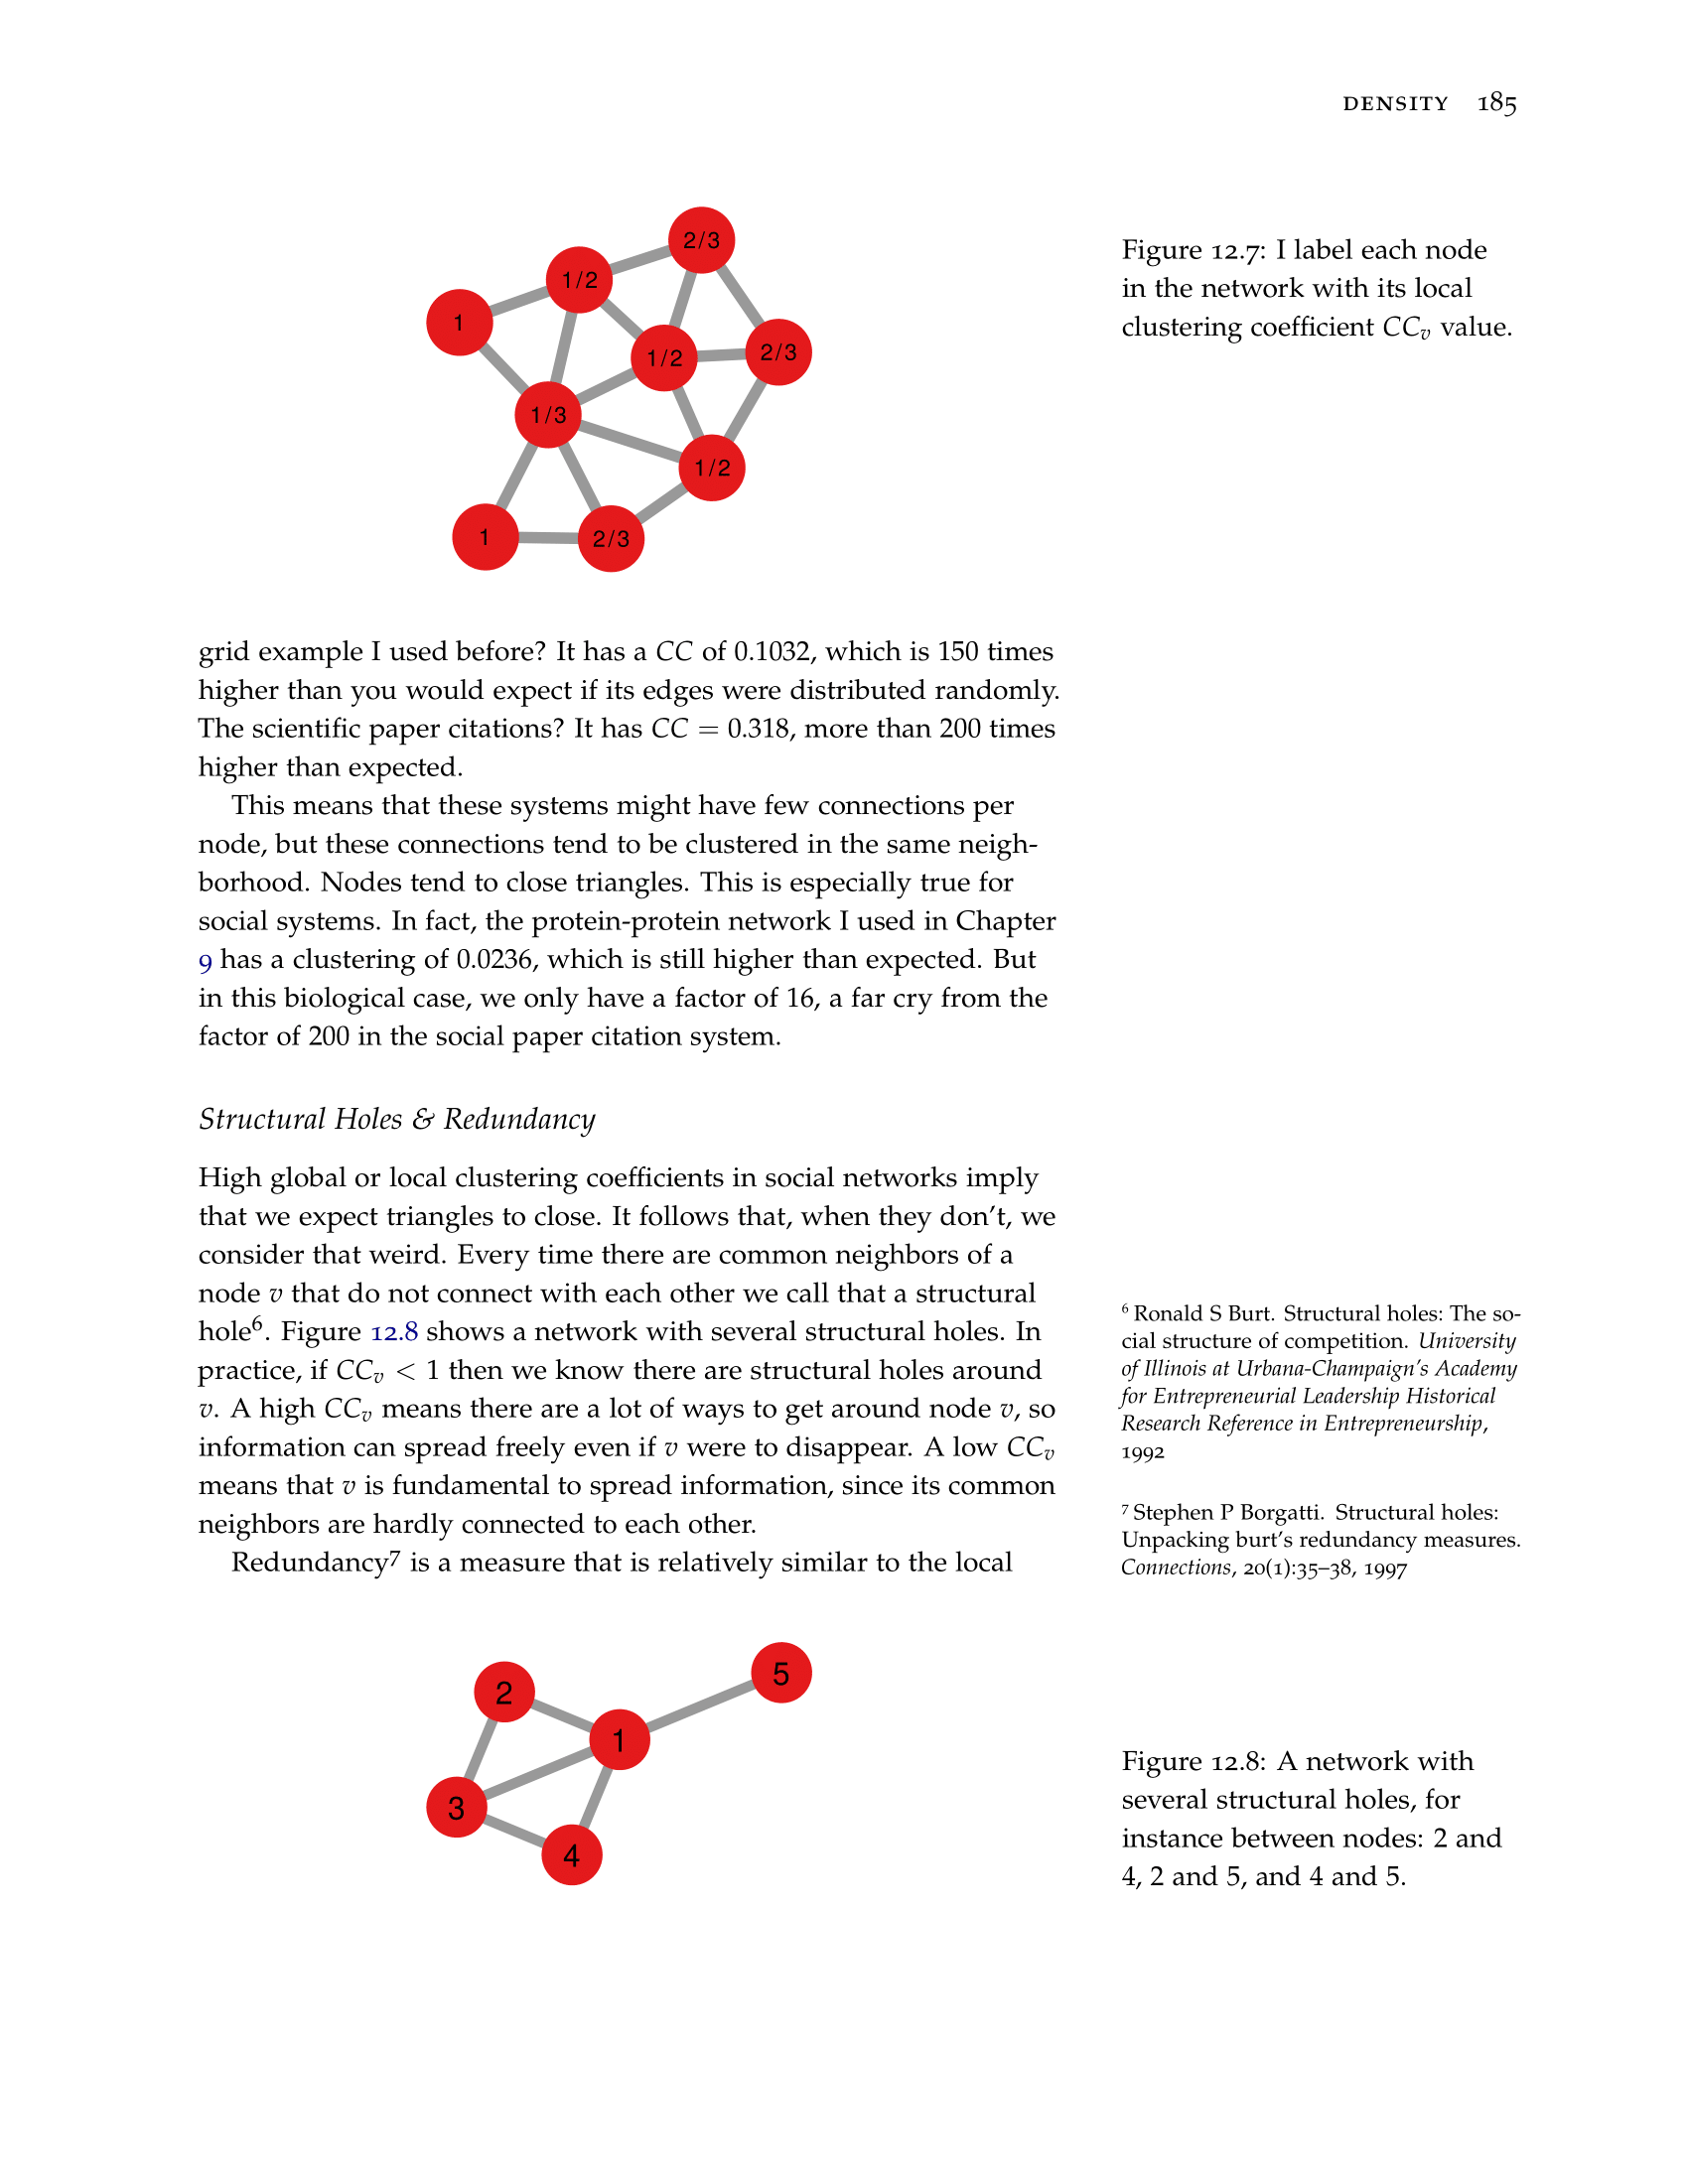 DENSITY 185
2/3
1/2
1
1/2
2/3
1/3
1/2
1
2/3
Figure 12.7: I label each node
in the network with its local
clustering coefficient CCv value.
grid example I used before? It has a CC of 0.1032, which is 150 times
higher than you would expect if its edges were distributed randomly.
The scientific paper citations? It has CC = 0.318, more than 200 times
higher than expected.
This means that these systems might have few connections per
node, but these connections tend to be clustered in the same neigh-
borhood. Nodes tend to close triangles. This is especially true for
social systems. In fact, the protein-protein network I used in Chapter
9 has a clustering of 0.0236, which is still higher than expected. But
in this biological case, we only have a factor of 16, a far cry from the
factor of 200 in the social paper citation system.
Structural Holes & Redundancy
High global or local clustering coefficients in social networks imply
that we expect triangles to close. It follows that, when they don't, we
consider that weird. Every time there are common neighbors of a
node v that do not connect with each other we call that a structural
hole6. Figure 12.8 shows a network with several structural holes. In
practice, if CCv < 1 then we know there are structural holes around
v. A high CCv means there are a lot of ways to get around node v, so
information can spread freely even if v were to disappear. A low CCv
means that v is fundamental to spread information, since its common
neighbors are hardly connected to each other.
Redundancy7 is a measure that is relatively similar to the local
6 Ronald S Burt. Structural holes: The so-
cial structure of competition. University
of Illinois at Urbana-Champaign's Academy
for Entrepreneurial Leadership Historical
Research Reference in Entrepreneurship,
1992
7 Stephen P Borgatti. Structural holes:
Unpacking burt's redundancy measures.
Connections, 20(1):35–38, 1997
5
2
1
3
4
Figure 12.8: A network with
several structural holes, for
instance between nodes: 2 and
4, 2 and 5, and 4 and 5.